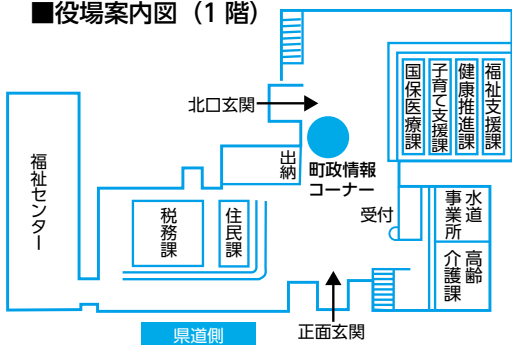 ■役場案内図（1階）
北口玄関
国保医療課
子育て支援課
健康推進課
福祉支援課
出納
町政情報
コーナー
福祉センター
税務課
住民課
受付
水道
事業所
高齢
介護課
県道側
正面玄関